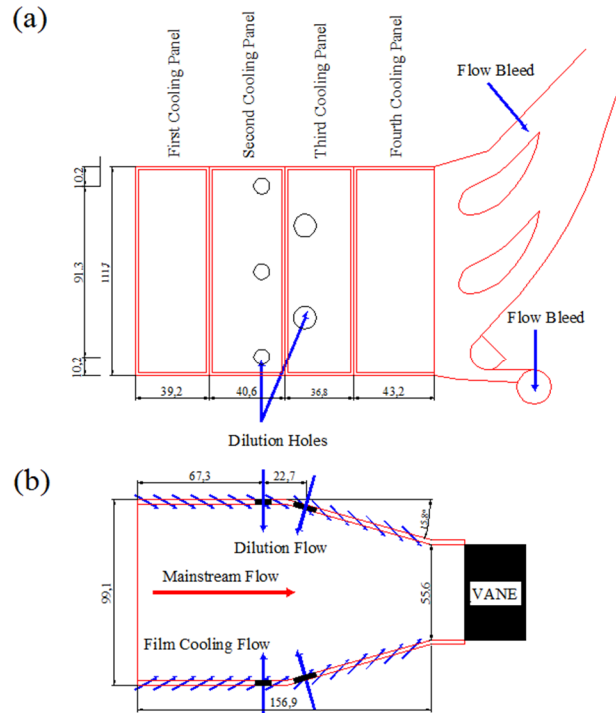 (a)
First Cooling Panel
Second Cooling Panel
Third Cooling Panel
Fourth Cooling Panel
Flow Bleed
10,2
91,3
111,7
10,2
Flow Bleed
39,2
40,6
36,8
43,2
Dilution Holes
(b)
67,3
22,7
15.8°
Dilution Flow
Mainstream Flow
99,1
55,6
VANE
Film Cooling Flow
156,9